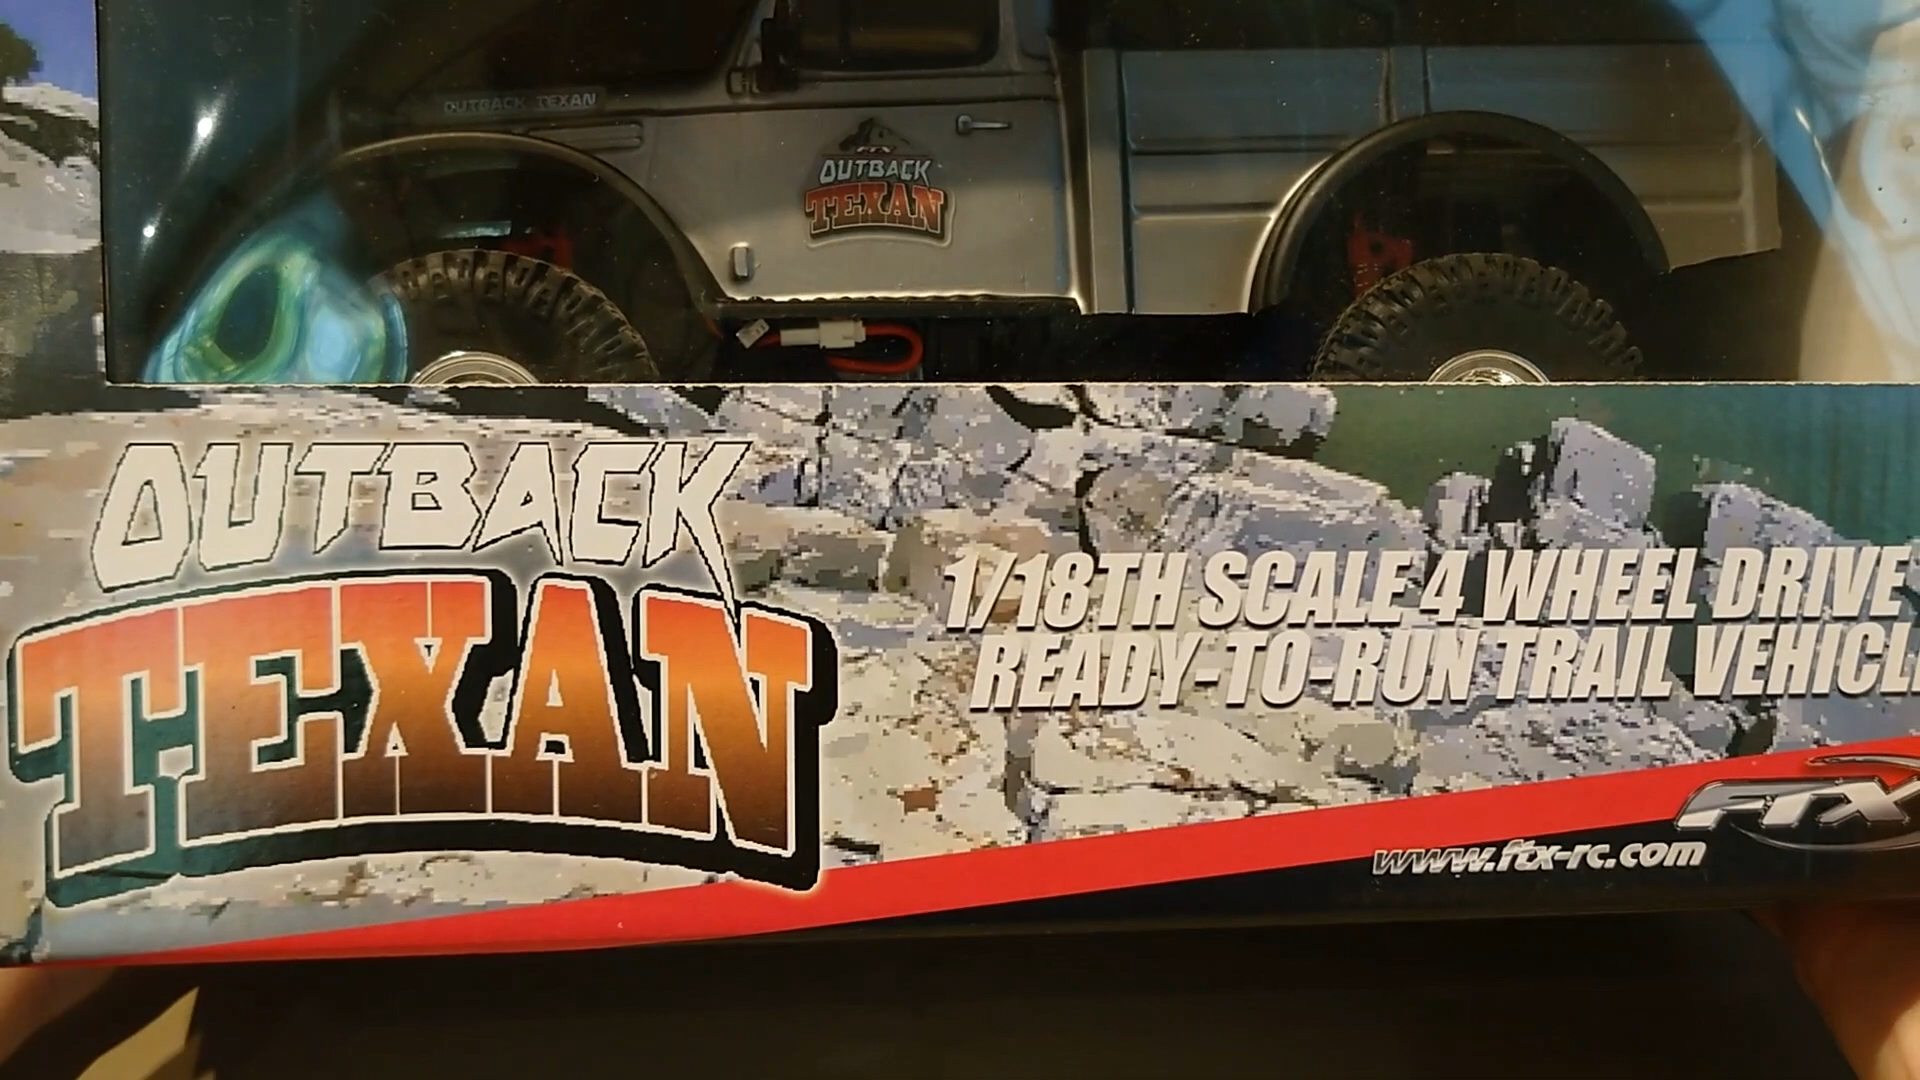 OUTBACK TEXAN
FTX
OUTBACK
TEXAN
OUTBACK
TEXAN
1/18TH SCALE 4 WHEEL DRIVE
READY-TO-RUN TRAIL VEHICL
FTX
www.ftx-rc.com